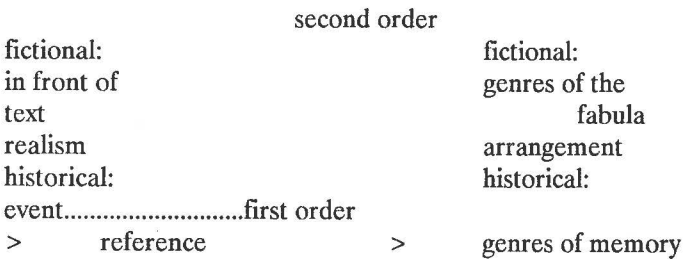 second order
fictional: fictional:
in front of genres of the
text fabula
realism arrangement
historical: historical:
event............................first order
> reference > genres of memory